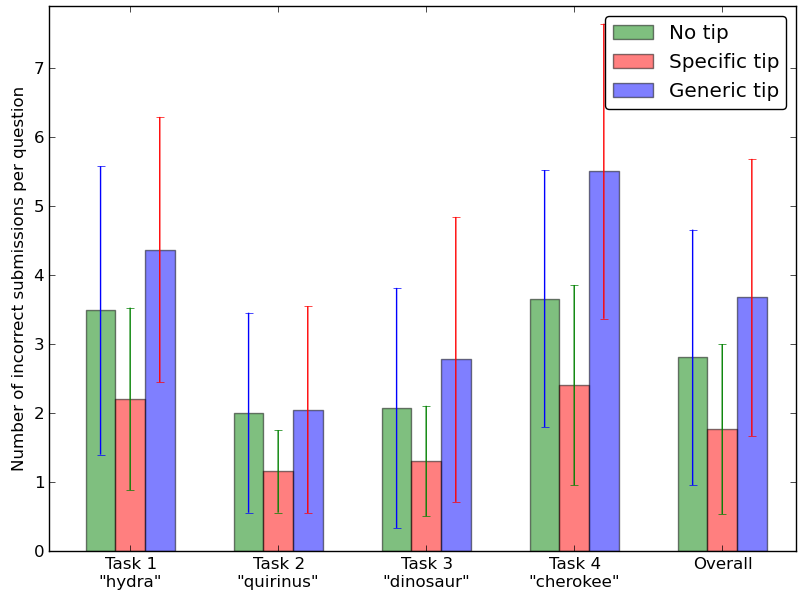 No tip
Specific tip
Generic tip
Number of incorrect submissions per question
7
6
5
4
3
2
1
0
Task 1
"hydra"
Task 2
"quirinus"
Task 3
"dinosaur"
Task 4
"cherokee"
Overall